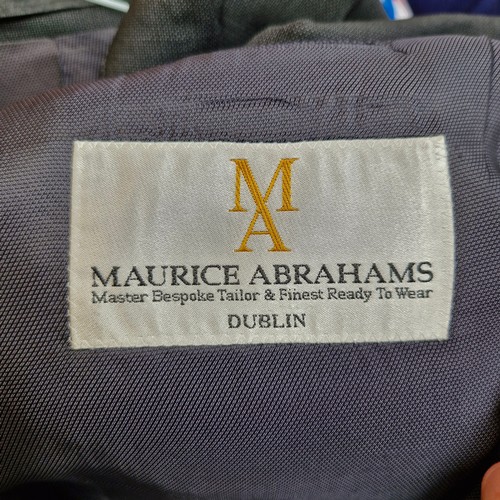 MA
MAURICE ABRAHAMS
Master Bespoke Tailor & Finest Ready To Wear
DUBLIN